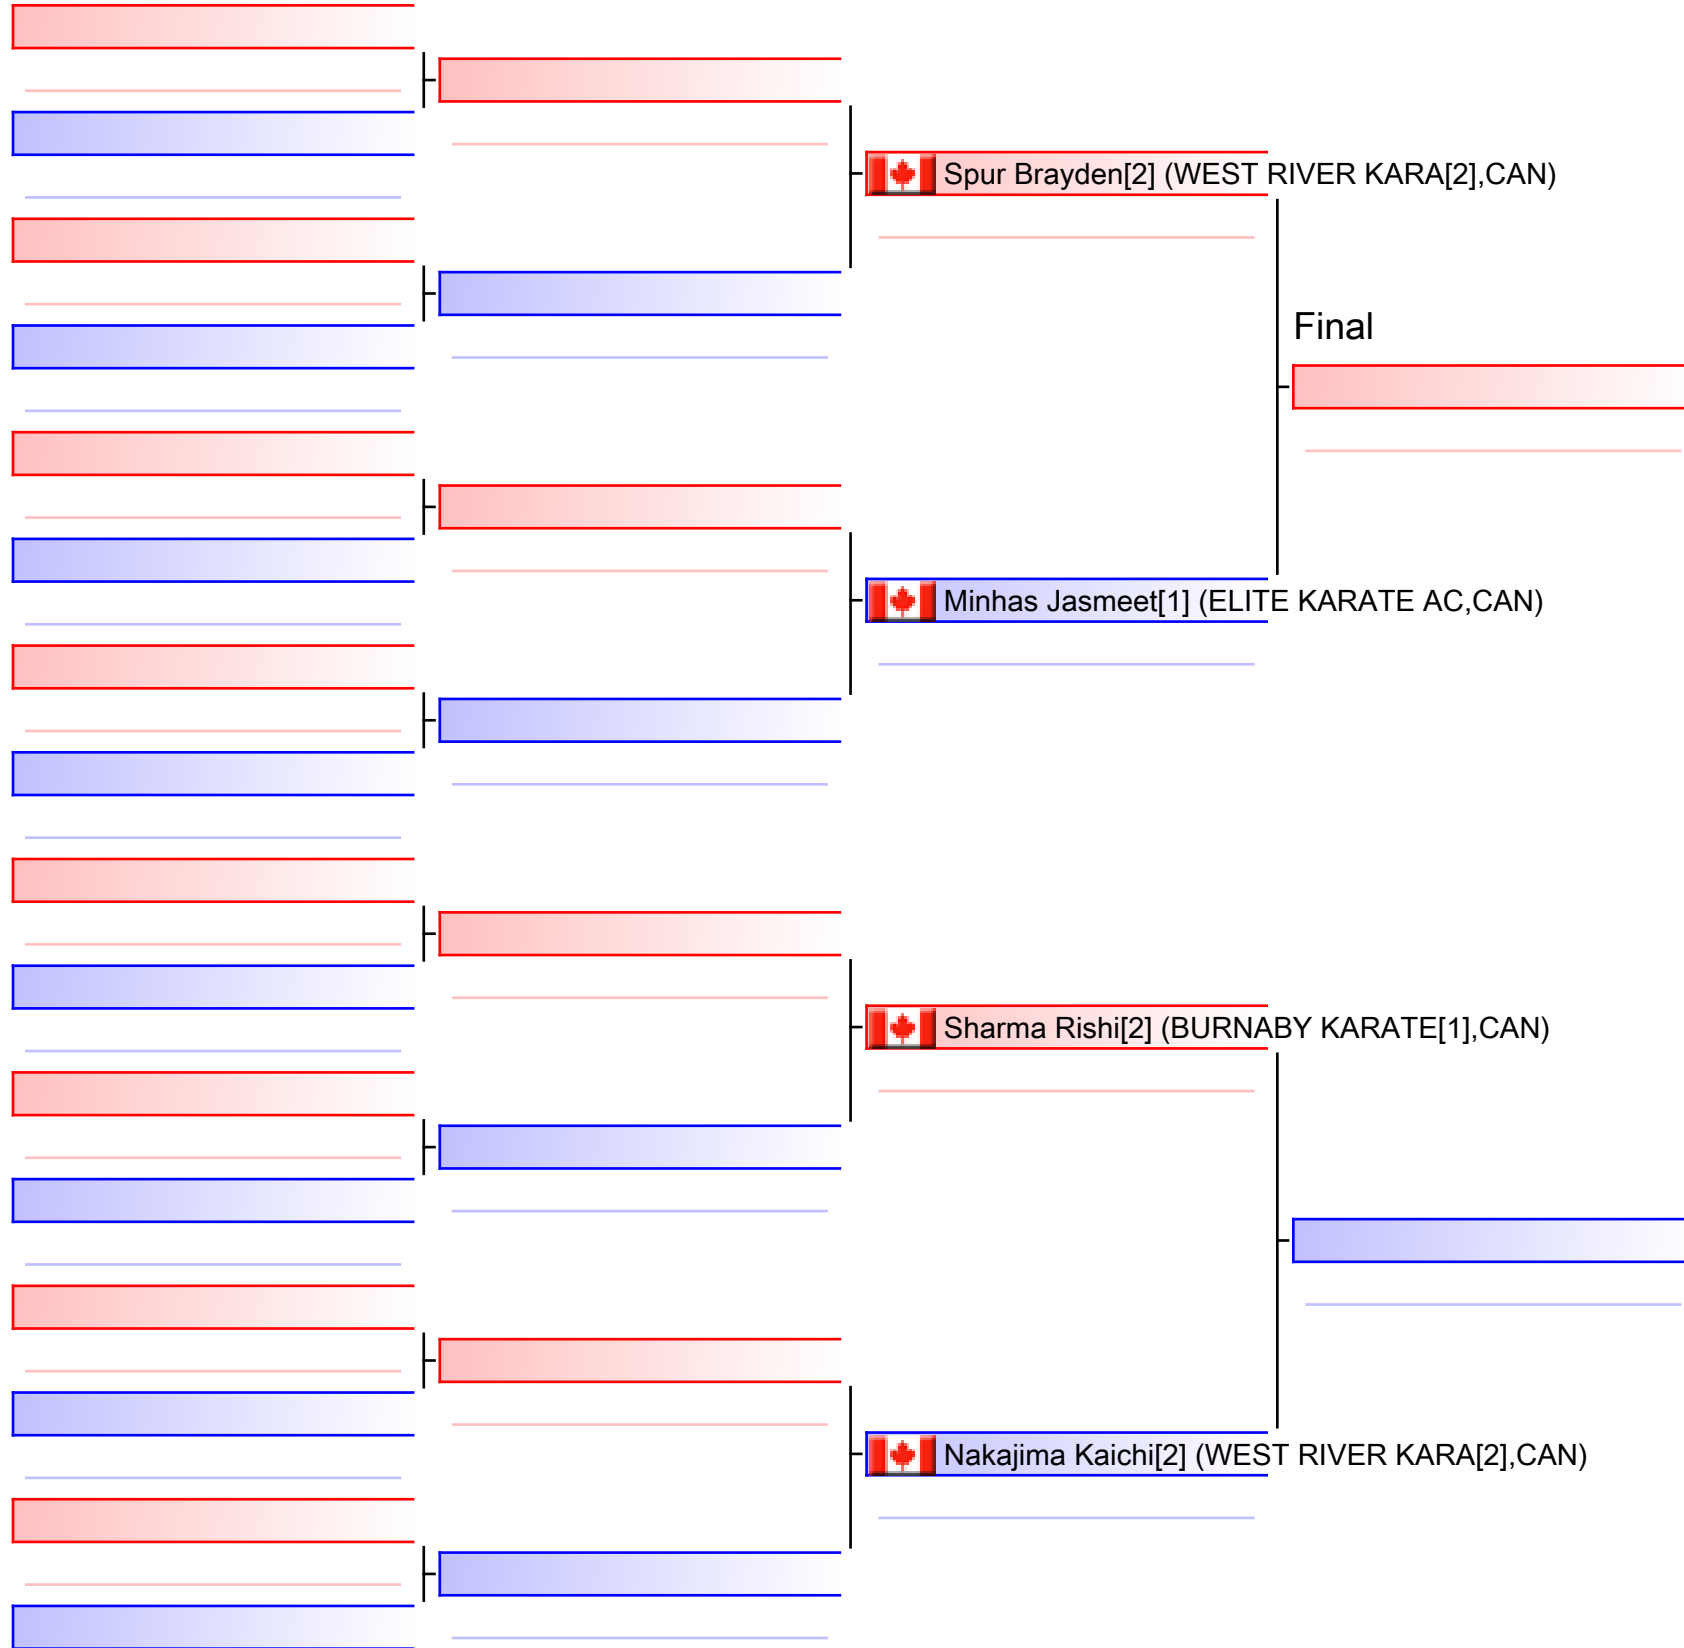 Spur Brayden[2] (WEST RIVER KARA[2],CAN)
Final
Minhas Jasmeet[1] (ELITE KARATE AC,CAN)
Sharma Rishi[2] (BURNABY KARATE[1],CAN)
Nakajima Kaichi[2] (WEST RIVER KARA[2],CAN)